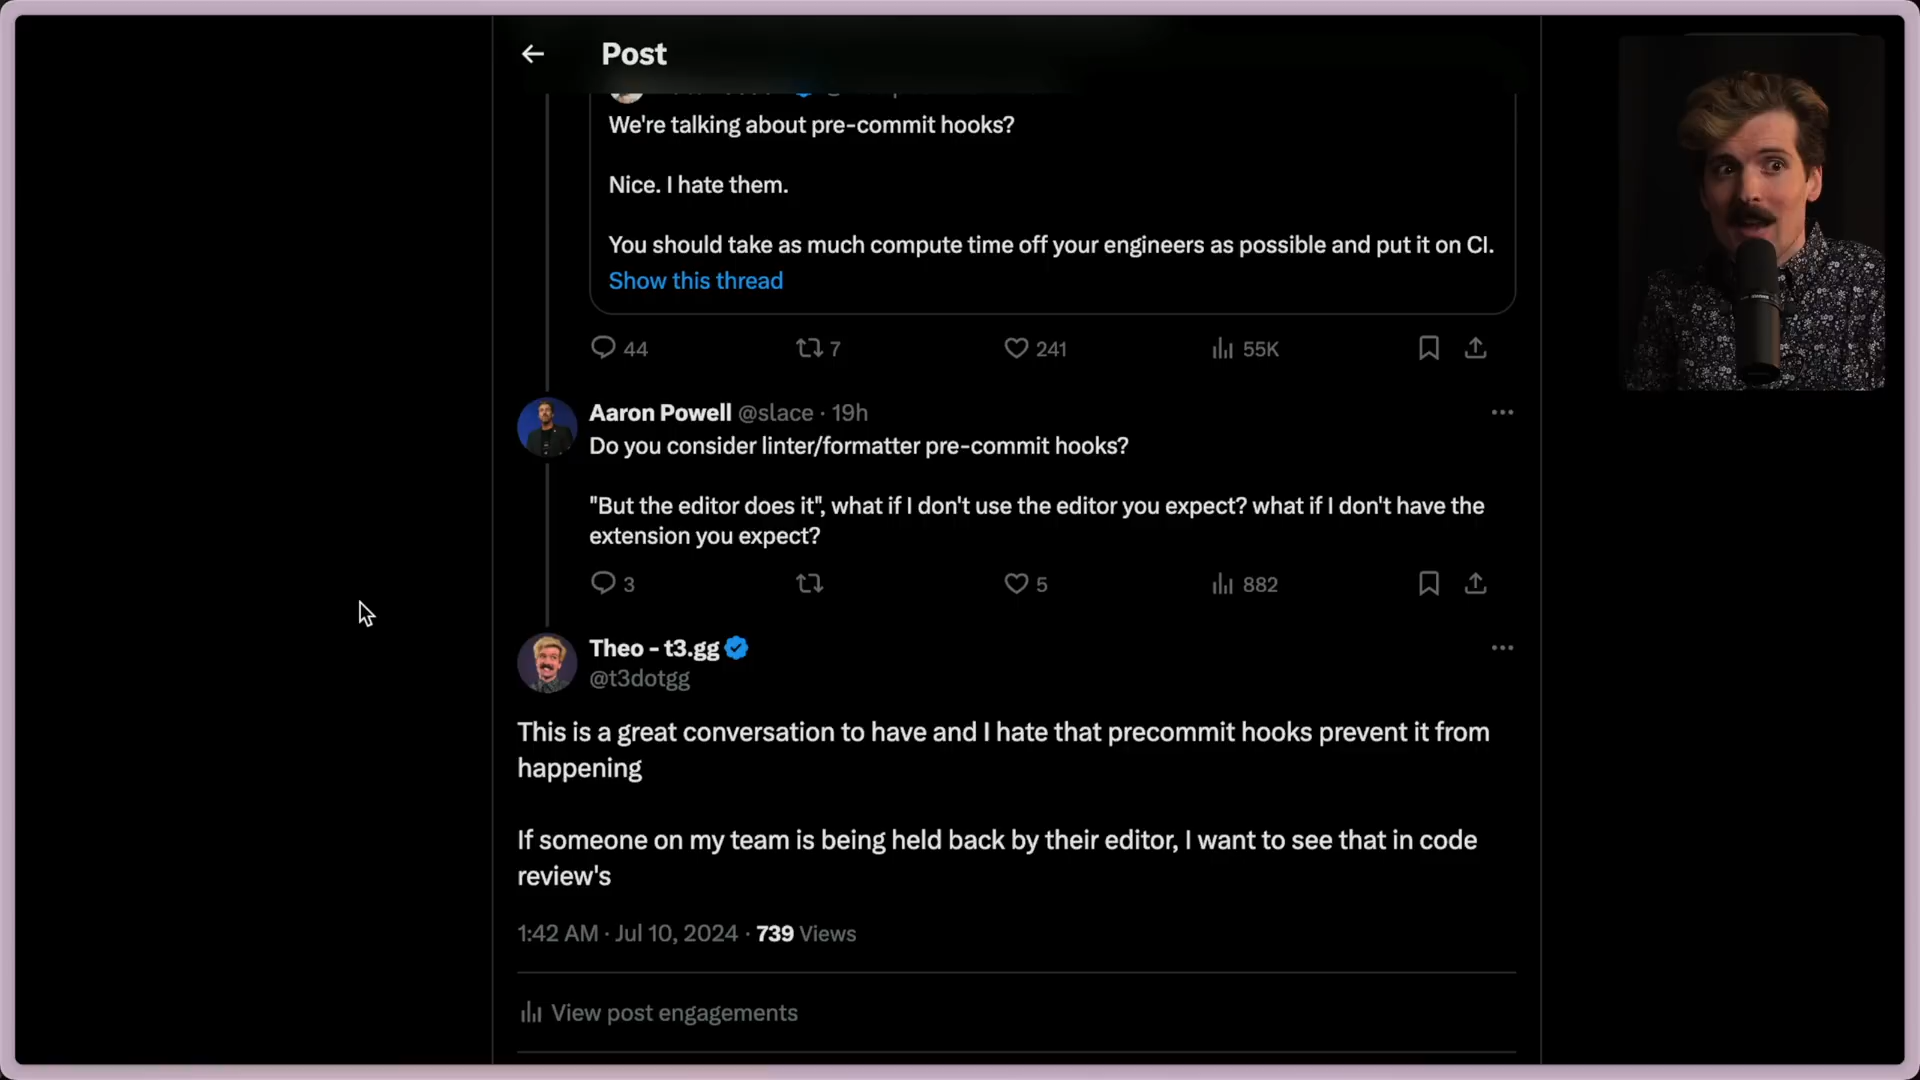 Post
We're talking about pre-commit hooks?
Nice. I hate them.
You should take as much compute time off your engineers as possible and put it on CI.
Show this thread
44 7 241 55K
Aaron Powell @slace · 19h
Do you consider linter/formatter pre-commit hooks?
"But the editor does it", what if I don't use the editor you expect? what if I don't have the
extension you expect?
3 5 882
Theo - t3.gg
@t3dotgg
This is a great conversation to have and I hate that precommit hooks prevent it from
happening
If someone on my team is being held back by their editor, I want to see that in code
review's
1:42 AM · Jul 10, 2024 · 739 Views
View post engagements